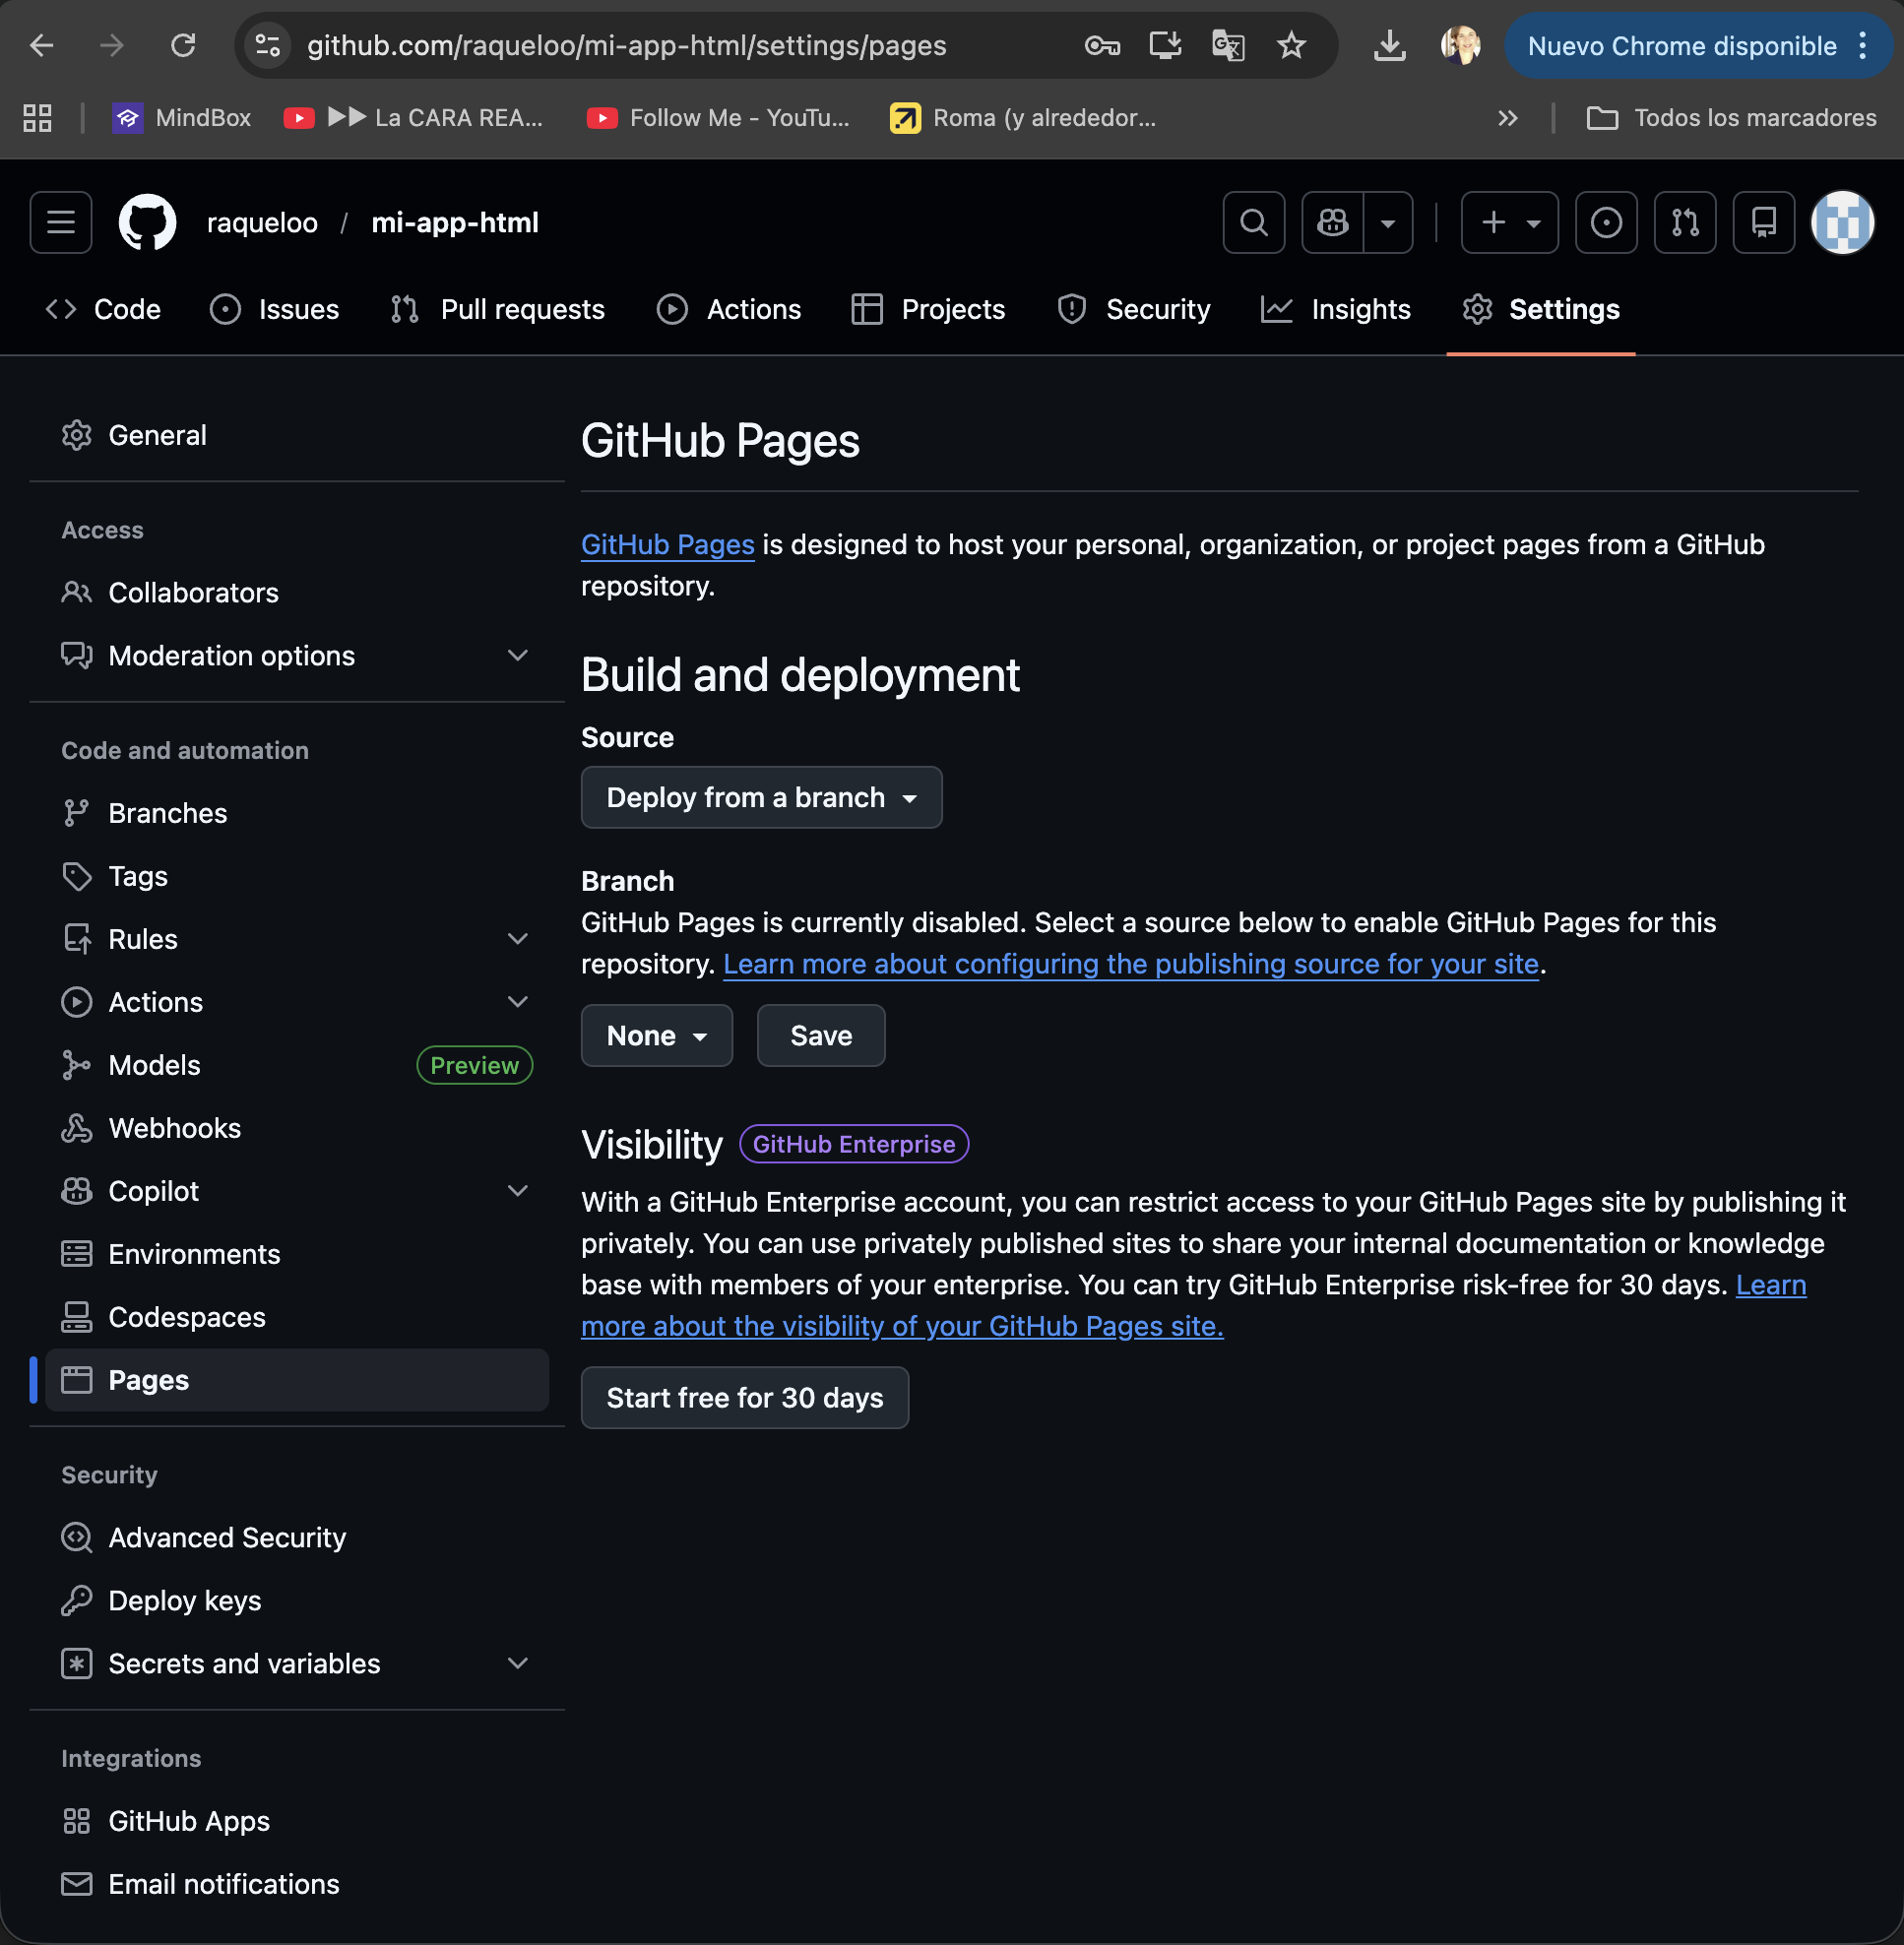 github.com/raqueloo/mi-app-html/settings/pages
Nuevo Chrome disponible
MindBox
▶▶ La CARA REA...
Follow Me - YouTu...
Roma (y alrededor...
»
Todos los marcadores
raqueloo / mi-app-html
Code
Issues
Pull requests
Actions
Projects
Security
Insights
Settings
General
Access
Collaborators
Moderation options
Code and automation
Branches
Tags
Rules
Actions
Models
Preview
Webhooks
Copilot
Environments
Codespaces
Pages
Security
Advanced Security
Deploy keys
Secrets and variables
Integrations
GitHub Apps
Email notifications
GitHub Pages
GitHub Pages is designed to host your personal, organization, or project pages from a GitHub
repository.
Build and deployment
Source
Deploy from a branch
Branch
GitHub Pages is currently disabled. Select a source below to enable GitHub Pages for this
repository. Learn more about configuring the publishing source for your site.
None
Save
Visibility
GitHub Enterprise
With a GitHub Enterprise account, you can restrict access to your GitHub Pages site by publishing it
privately. You can use privately published sites to share your internal documentation or knowledge
base with members of your enterprise. You can try GitHub Enterprise risk-free for 30 days. Learn
more about the visibility of your GitHub Pages site.
Start free for 30 days